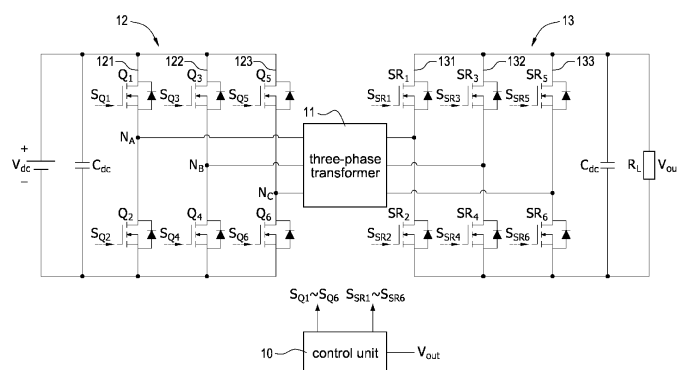 12
13
121 Q1 122 Q3 123 Q5
131 SR1 132 SR3 133 SR5
SQ1 SQ3 SQ5
SSR1 SSR3 SSR5
11
NA
+
Vdc
−
Cdc
NB
three-phase
transformer
Cdc
RL
Vou
NC
Q2 Q4 Q6
SR2 SR4 SR6
SQ2 SQ4 SQ6
SSR2 SSR4 SSR6
SQ1~SQ6 SSR1~SSR6
10 control unit Vout